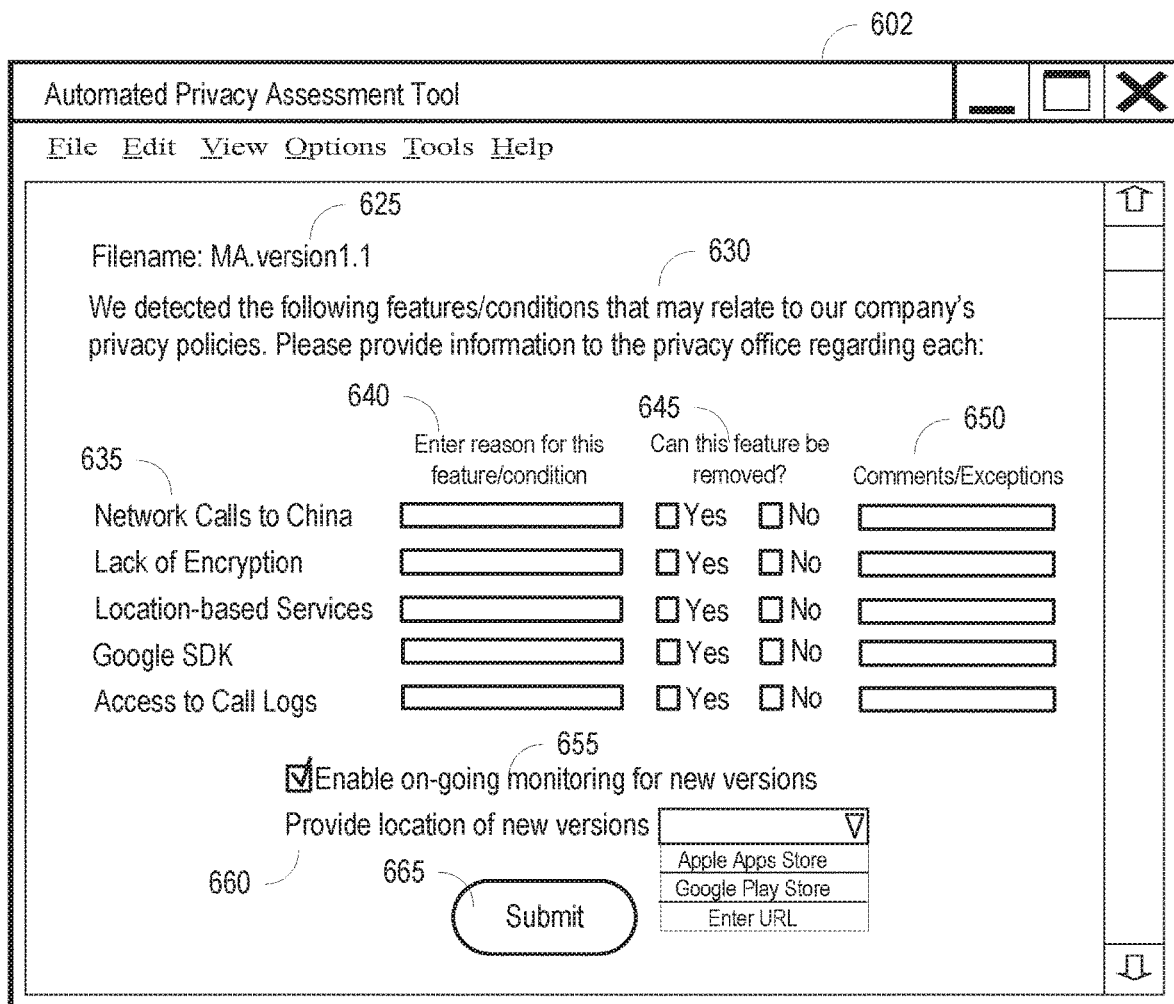 602
Automated Privacy Assessment Tool
File Edit View Options Tools Help
625
Filename: MA.version1.1
630
We detected the following features/conditions that may relate to our company's
privacy policies. Please provide information to the privacy office regarding each:
640
645
650
635
Enter reason for this
feature/condition
Can this feature be
removed?
Comments/Exceptions
Network Calls to China Yes No
Lack of Encryption Yes No
Location-based Services Yes No
Google SDK Yes No
Access to Call Logs Yes No
655
Enable on-going monitoring for new versions
Provide location of new versions
Apple Apps Store
Google Play Store
Enter URL
660
665
Submit